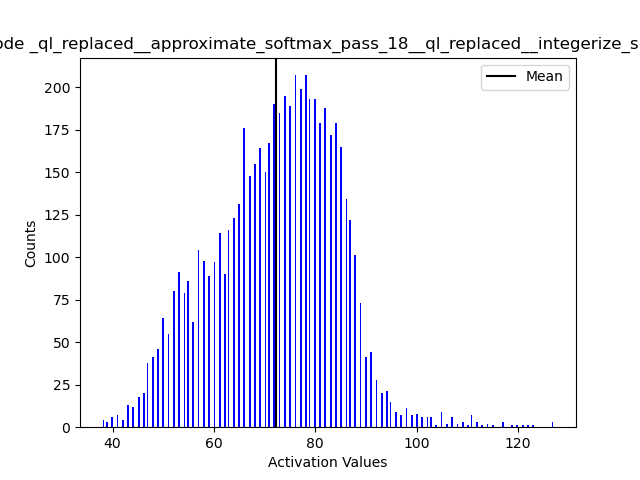 ode _ql_replaced__approximate_softmax_pass_18__ql_replaced__integerize_s
Mean
Counts
200
175
150
125
100
75
50
25
0
40 60 80 100 120
Activation Values